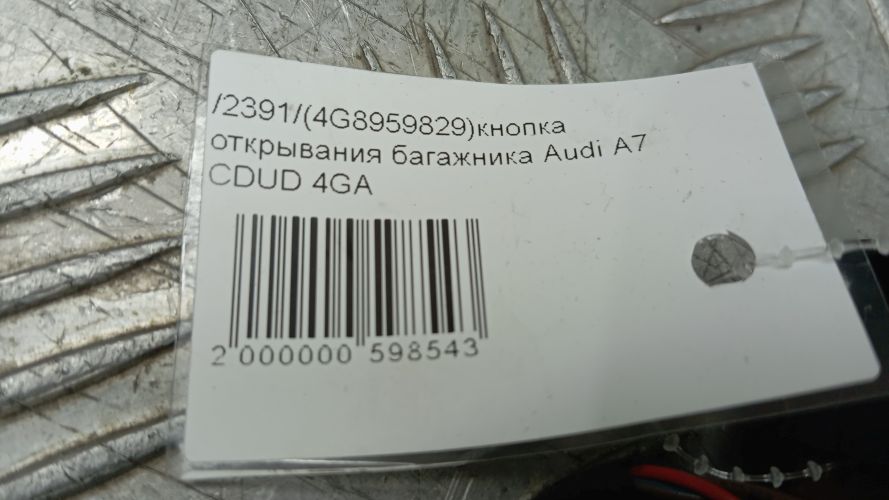 /2391/(4G8959829)кнопка
открывания багажника Audi A7
CDUD 4GA
2 000000 598543